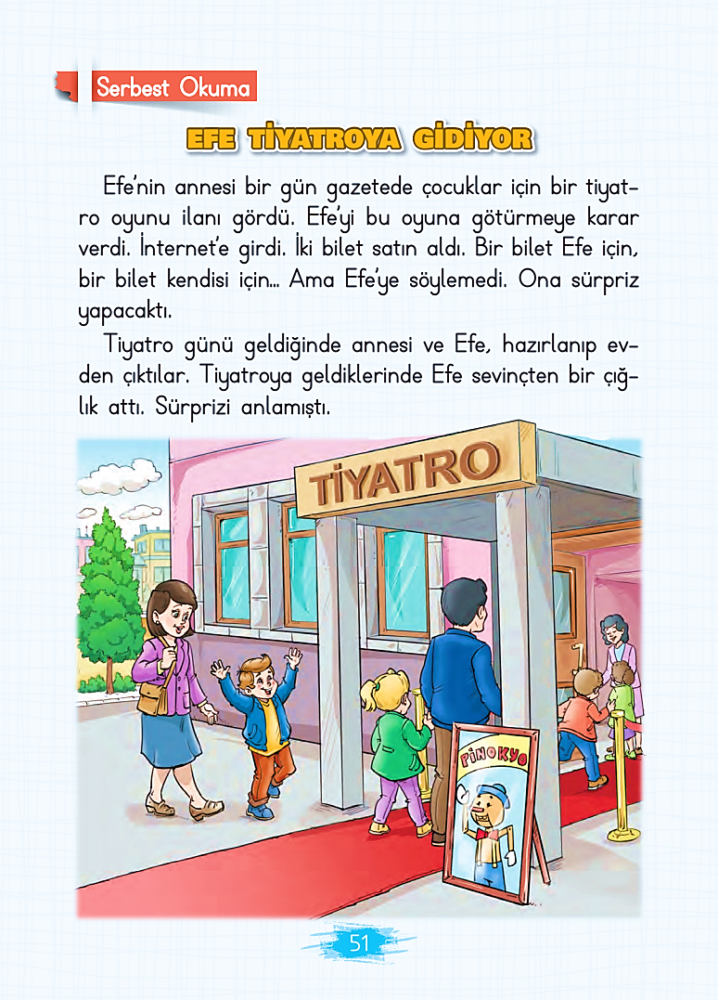 Serbest Okuma
EFE TİYATROYA GİDİYOR
Efe'nin annesi bir gün gazetede çocuklar için bir tiyat-
ro oyunu ilanı gördü. Efe'yi bu oyuna götürmeye karar
verdi. İnternet'e girdi. İki bilet satın aldı. Bir bilet Efe için,
bir bilet kendisi için... Ama Efe'ye söylemedi. Ona sürpriz
yapacaktı.
Tiyatro günü geldiğinde annesi ve Efe, hazırlanıp ev-
den çıktılar. Tiyatroya geldiklerinde Efe sevinçten bir çığ-
lık attı. Sürprizi anlamıştı.
TİYATRO
PİNOKYO
51